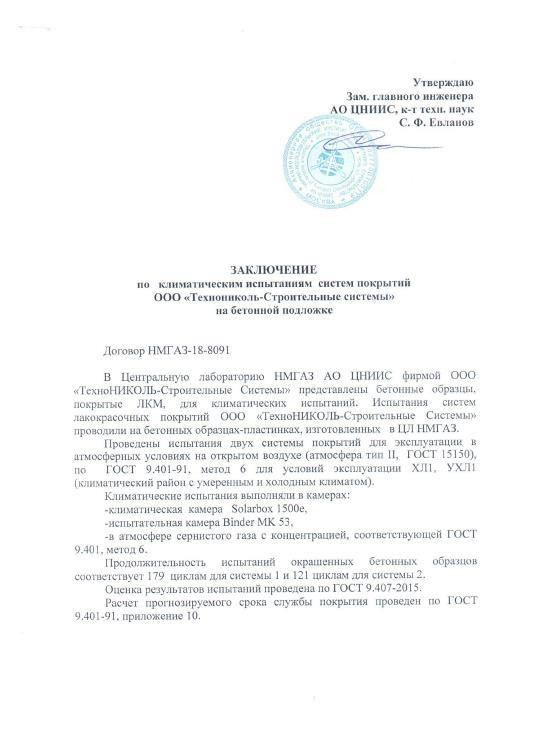 Утверждаю
Зам. главного инженера
АО ЦНИИС, к-т техн. наук
С. Ф. Евланов
МОСКВА
ЗАКЛЮЧЕНИЕ
по климатическим испытаниям систем покрытий
ООО «Технониколь-Строительные системы»
на бетонной подложке
Договор НМГАЗ-18-8091
В Центральную лабораторию НМГАЗ АО ЦНИИС фирмой ООО
«ТехноНИКОЛЬ-Строительные Системы» представлены бетонные образцы,
покрытые ЛКМ, для климатических испытаний. Испытания систем
лакокрасочных покрытий ООО «ТехноНИКОЛЬ-Строительные Системы»
проводили на бетонных образцах-пластинках, изготовленных в ЦЛ НМГАЗ.
Проведены испытания двух системы покрытий для эксплуатации в
атмосферных условиях на открытом воздухе (атмосфера тип II, ГОСТ 15150),
по ГОСТ 9.401-91, метод 6 для условий эксплуатации ХЛ1, УХЛ1
(климатический район с умеренным и холодным климатом).
Климатические испытания выполняли в камерах:
-климатическая камера Solarbox 1500e,
-испытательная камера Binder MK 53,
-в атмосфере сернистого газа с концентрацией, соответствующей ГОСТ
9.401, метод 6.
Продолжительность испытаний окрашенных бетонных образцов
соответствует 179 циклам для системы 1 и 121 циклам для системы 2.
Оценка результатов испытаний проведена по ГОСТ 9.407-2015.
Расчет прогнозируемого срока службы покрытия проведен по ГОСТ
9.401-91, приложение 10.